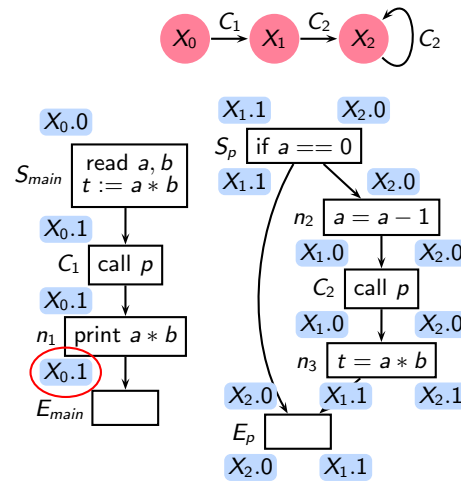 X0 C1 X1 C2 X2 C2
X0.0
Smain
read a, b
t := a ∗ b
X0.1
C1 call p
X0.1
n1 print a ∗ b
X0.1
Emain
X1.1 X2.0
Sp if a == 0
X1.1 X2.0
n2 a = a − 1
X1.0 X2.0
C2 call p
X1.0 X2.0
n3 t = a ∗ b
X2.0 X1.1 X2.1
Ep
X2.0 X1.1